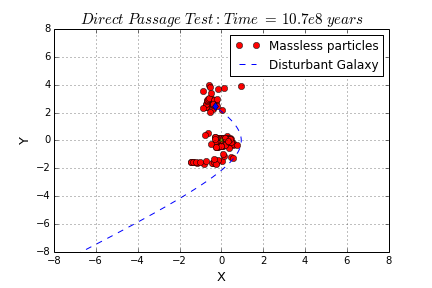 Direct Passage Test: Time = 10.7e8 years
Massless particles
Disturbant Galaxy
8
6
4
2
0
−2
−4
−6
−8
Y
−8 −6 −4 −2 0 2 4 6 8
X